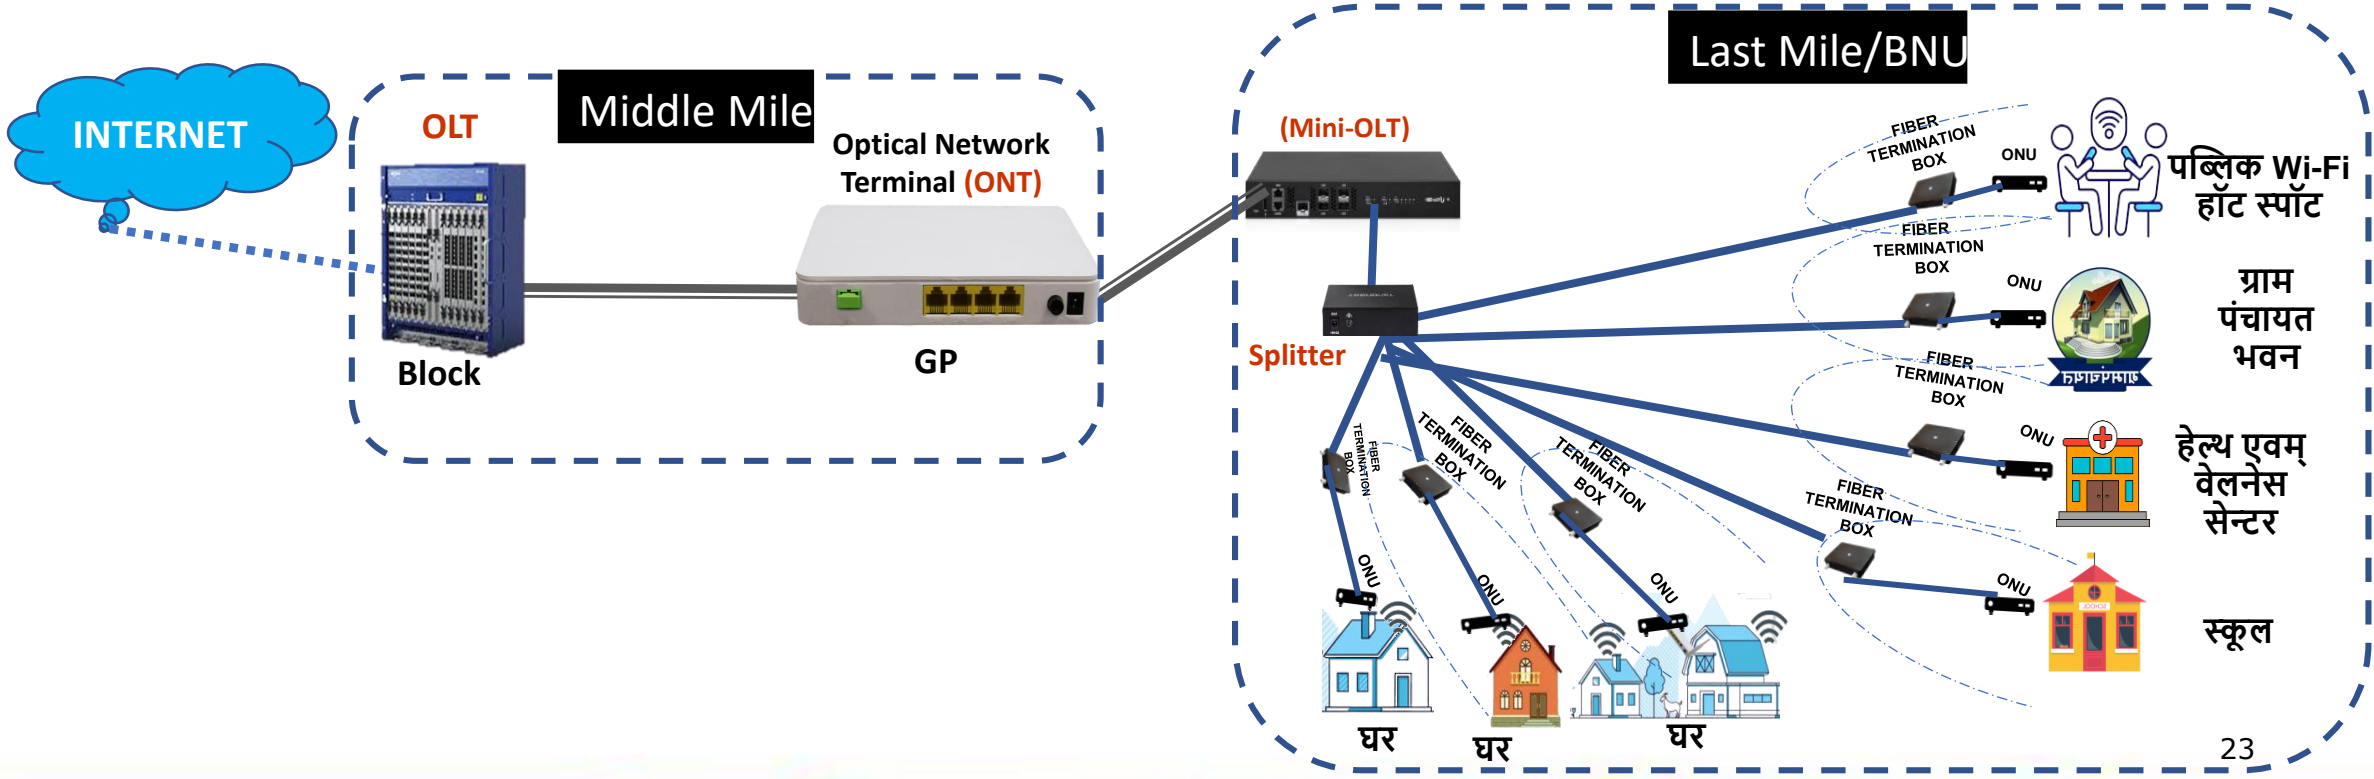 INTERNET
Middle Mile
OLT
Optical Network
Terminal (ONT)
Block
GP
Last Mile/BNU
(Mini-OLT)
Splitter
FIBER
TERMINATION
BOX
ONU
पब्लिक Wi-Fi
हॉट स्पॉट
FIBER
TERMINATION
BOX
ONU
ग्राम
पंचायत
भवन
FIBER
TERMINATION
BOX
ONU
हेल्थ एवम्
वेलनेस
सेन्टर
FIBER
TERMINATION
BOX
ONU
स्कूल
FIBER
TERMINATION
BOX
ONU
घर
FIBER
TERMINATION
BOX
ONU
घर
FIBER
TERMINATION
BOX
ONU
घर
23